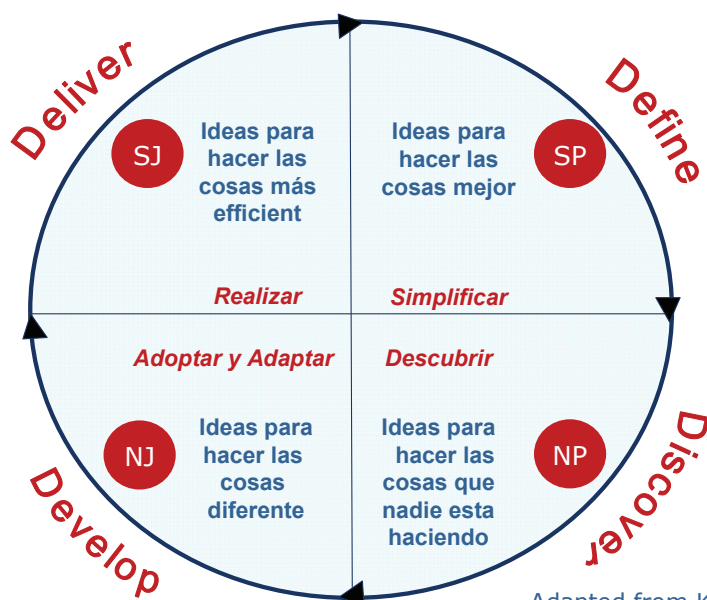 Deliver
Define
SJ
Ideas para
hacer las
cosas más
efficient
Ideas para
hacer las
cosas mejor
SP
Realizar
Simplificar
Adoptar y Adaptar
Descubrir
NJ
Ideas para
hacer las
cosas
diferente
Ideas para
hacer las
cosas que
nadie esta
haciendo
NP
Develop
Discover
Adapted from